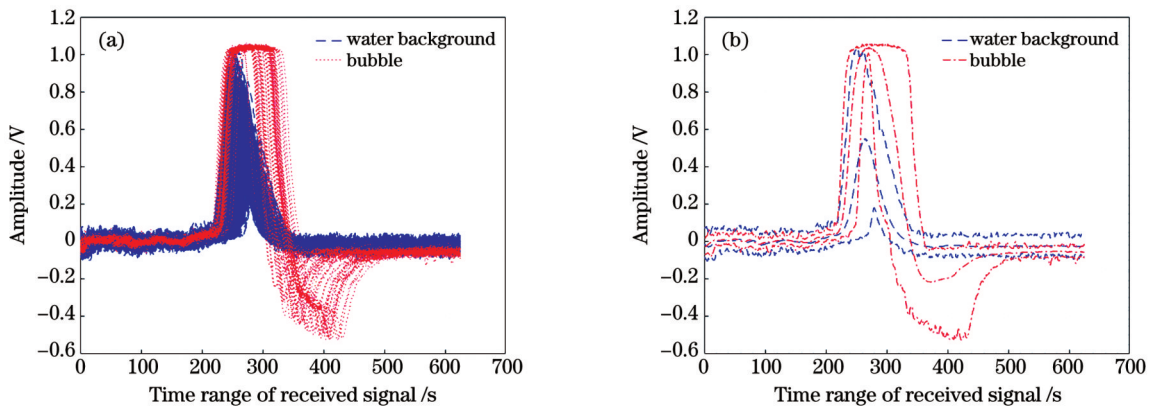 (a)
water background
bubble
Amplitude /V
1.2
1.0
0.8
0.6
0.4
0.2
0
−0.2
−0.4
−0.6
0 100 200 300 400 500 600 700
Time range of received signal /s
(b)
water background
bubble
Amplitude /V
1.2
1.0
0.8
0.6
0.4
0.2
0
−0.2
−0.4
−0.6
0 100 200 300 400 500 600 700
Time range of received signal /s